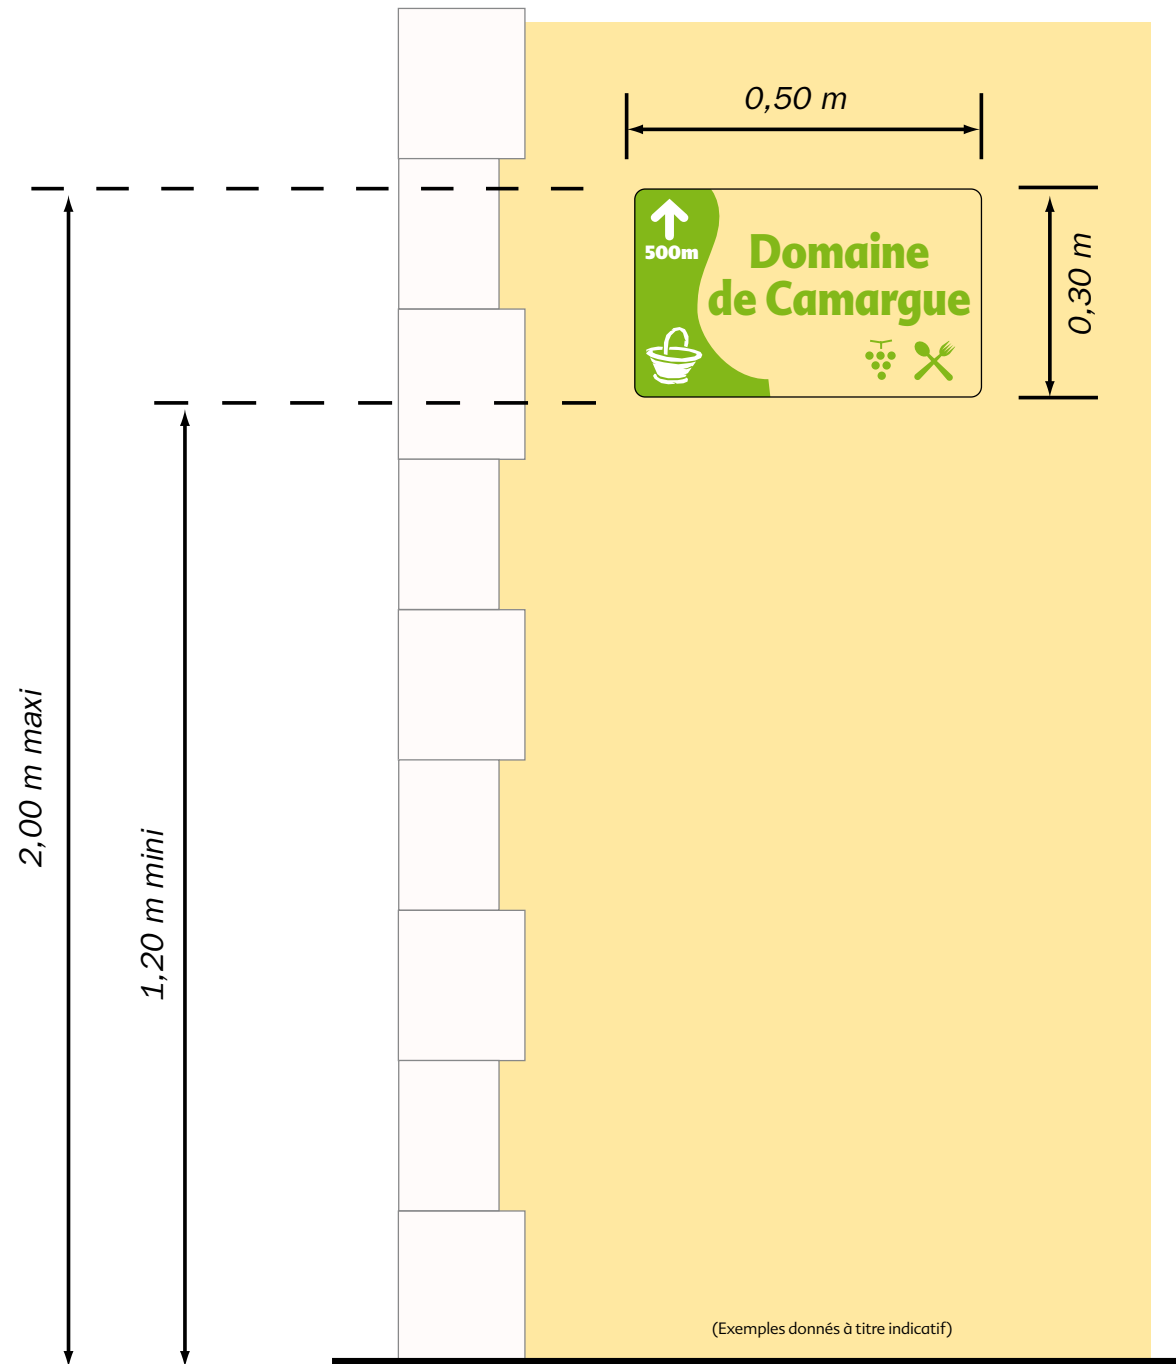 0,50 m
500m
Domaine
de Camargue
0,30 m
2,00 m maxi
1,20 m mini
(Exemples donnés à titre indicatif)